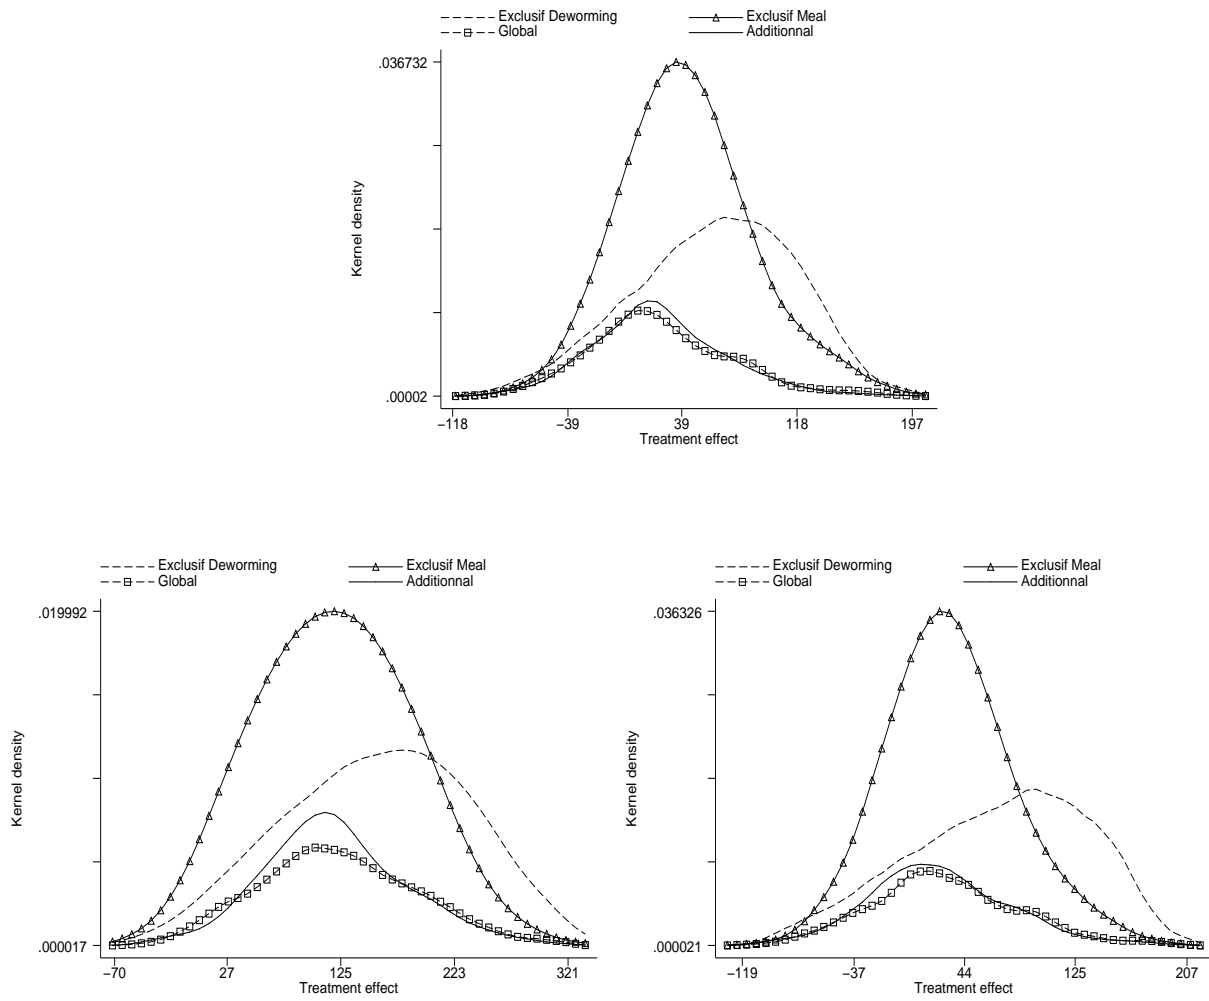 Exclusif Deworming Exclusif Meal
Global Additionnal
.036732
Kernel density
.00002
−118 −39 39 118 197
Treatment effect
Exclusif Deworming Exclusif Meal
Global Additionnal
.019992
Kernel density
.000017
−70 27 125 223 321
Treatment effect
Exclusif Deworming Exclusif Meal
Global Additionnal
.036326
Kernel density
.000021
−119 −37 44 125 207
Treatment effect